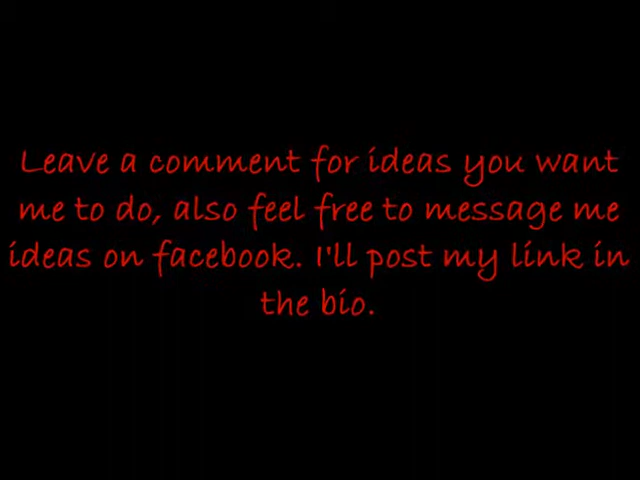 Leave a comment for ideas you want
me to do, also feel free to message me
ideas on facebook. I'll post my link in
the bio.